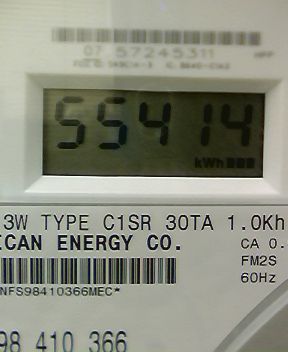 07 57245311
55414
kWh
3W TYPE C1SR 30TA 1.0Kh
ICAN ENERGY CO.
CA 0.
FM2S
60Hz
NFS98410366MEC*
98 410 366